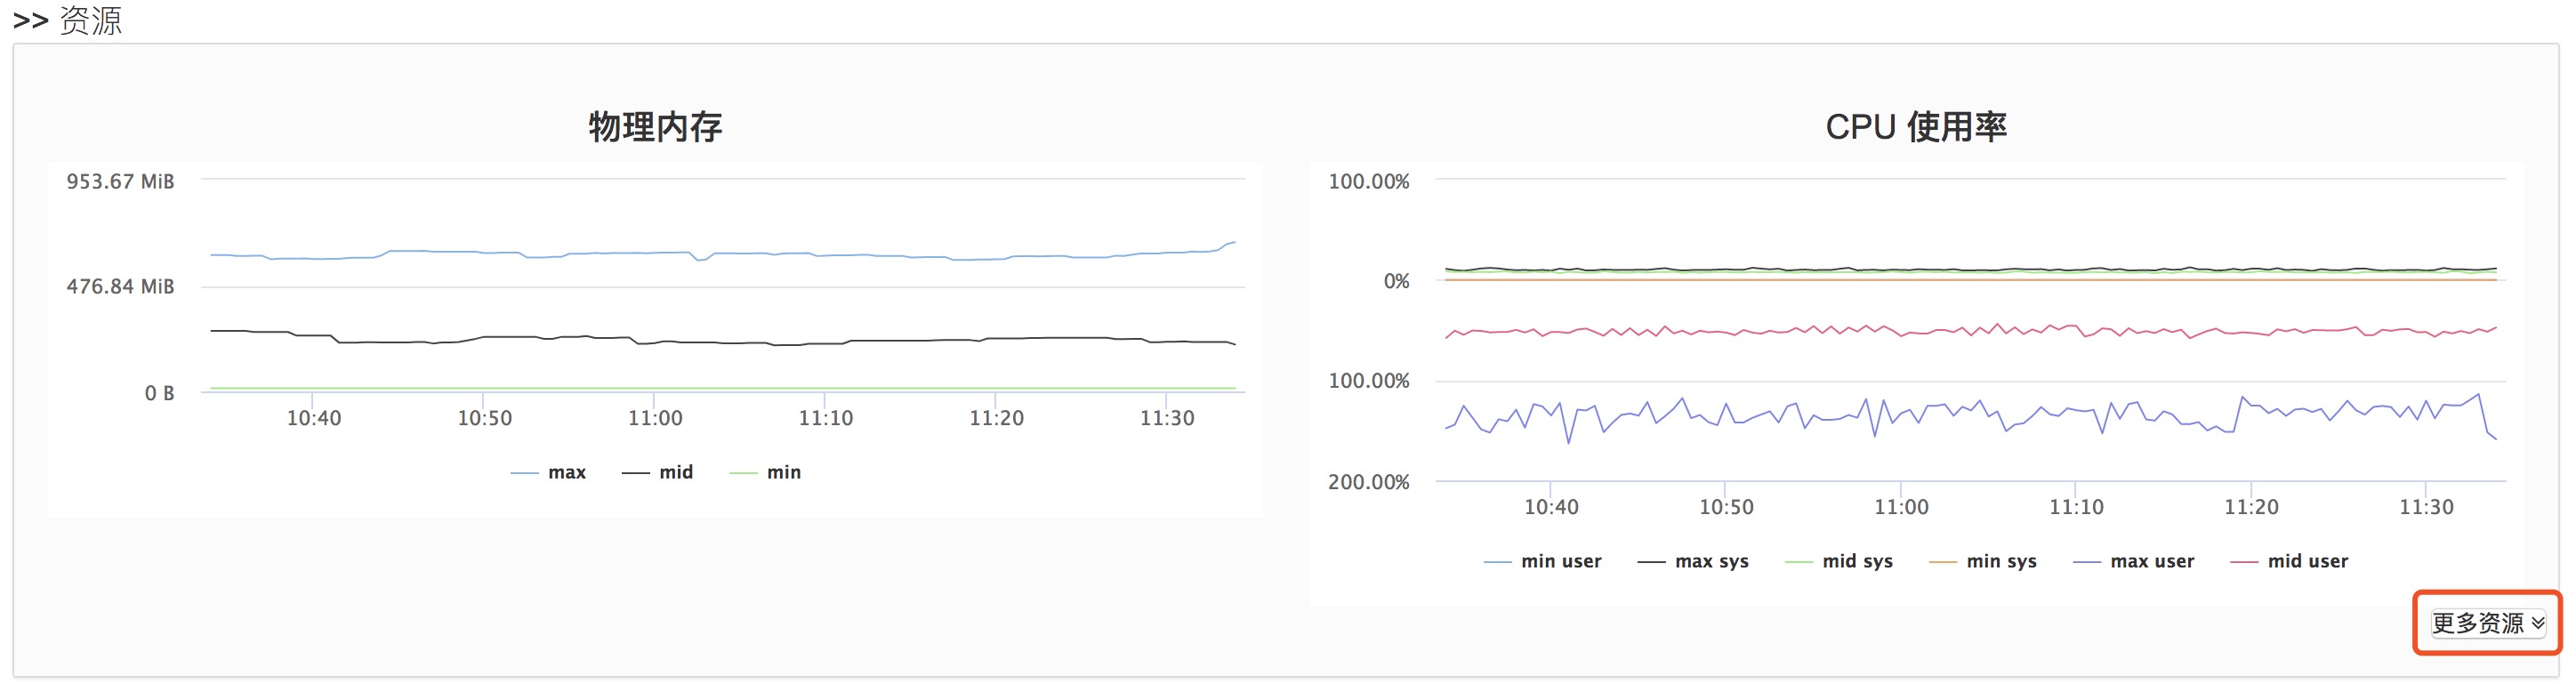 >> 资源
物理内存
953.67 MiB
476.84 MiB
0 B
10:40 10:50 11:00 11:10 11:20 11:30
max mid min
CPU 使用率
100.00%
0%
100.00%
200.00%
10:40 10:50 11:00 11:10 11:20 11:30
min user max sys mid sys min sys max user mid user
更多资源